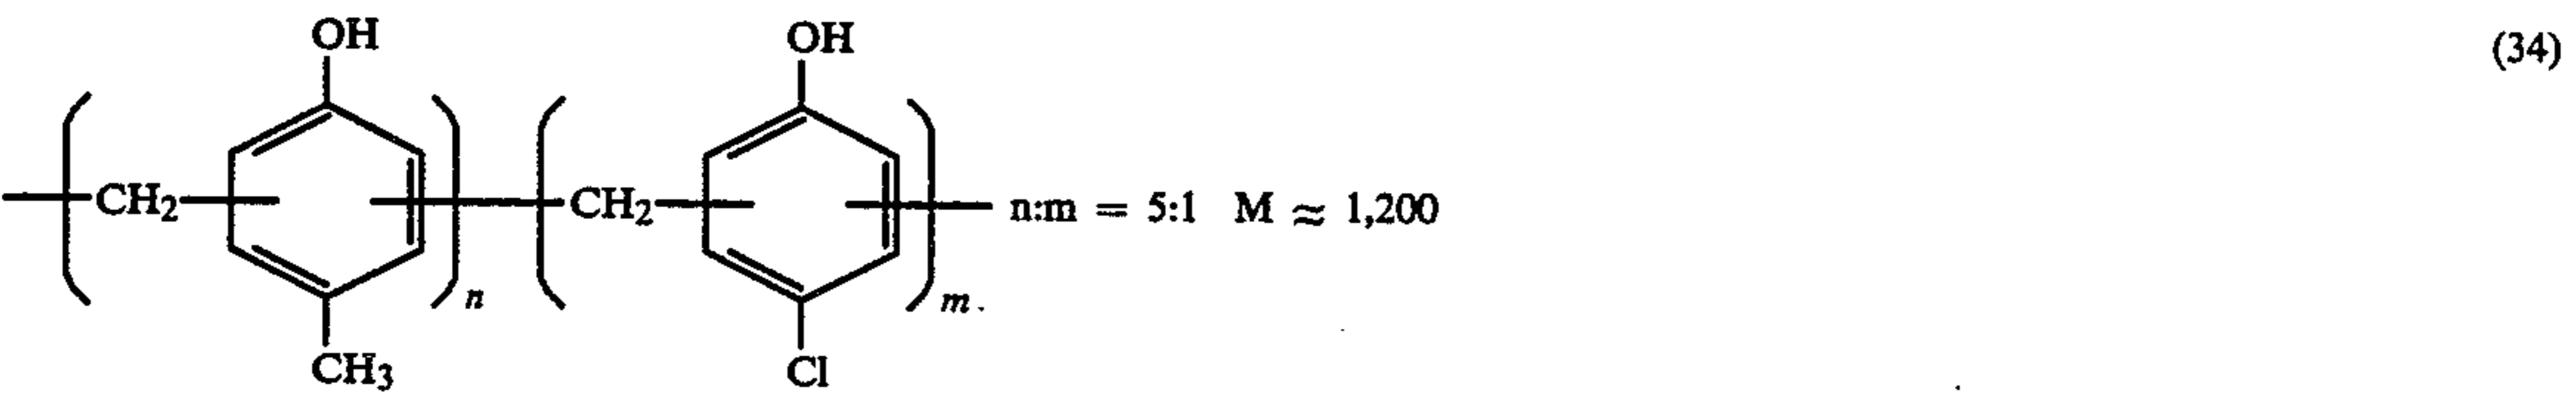 OH OH (34)
CH2 CH2 n:m = 5:1 M ≈ 1,200
n m.
CH3 Cl